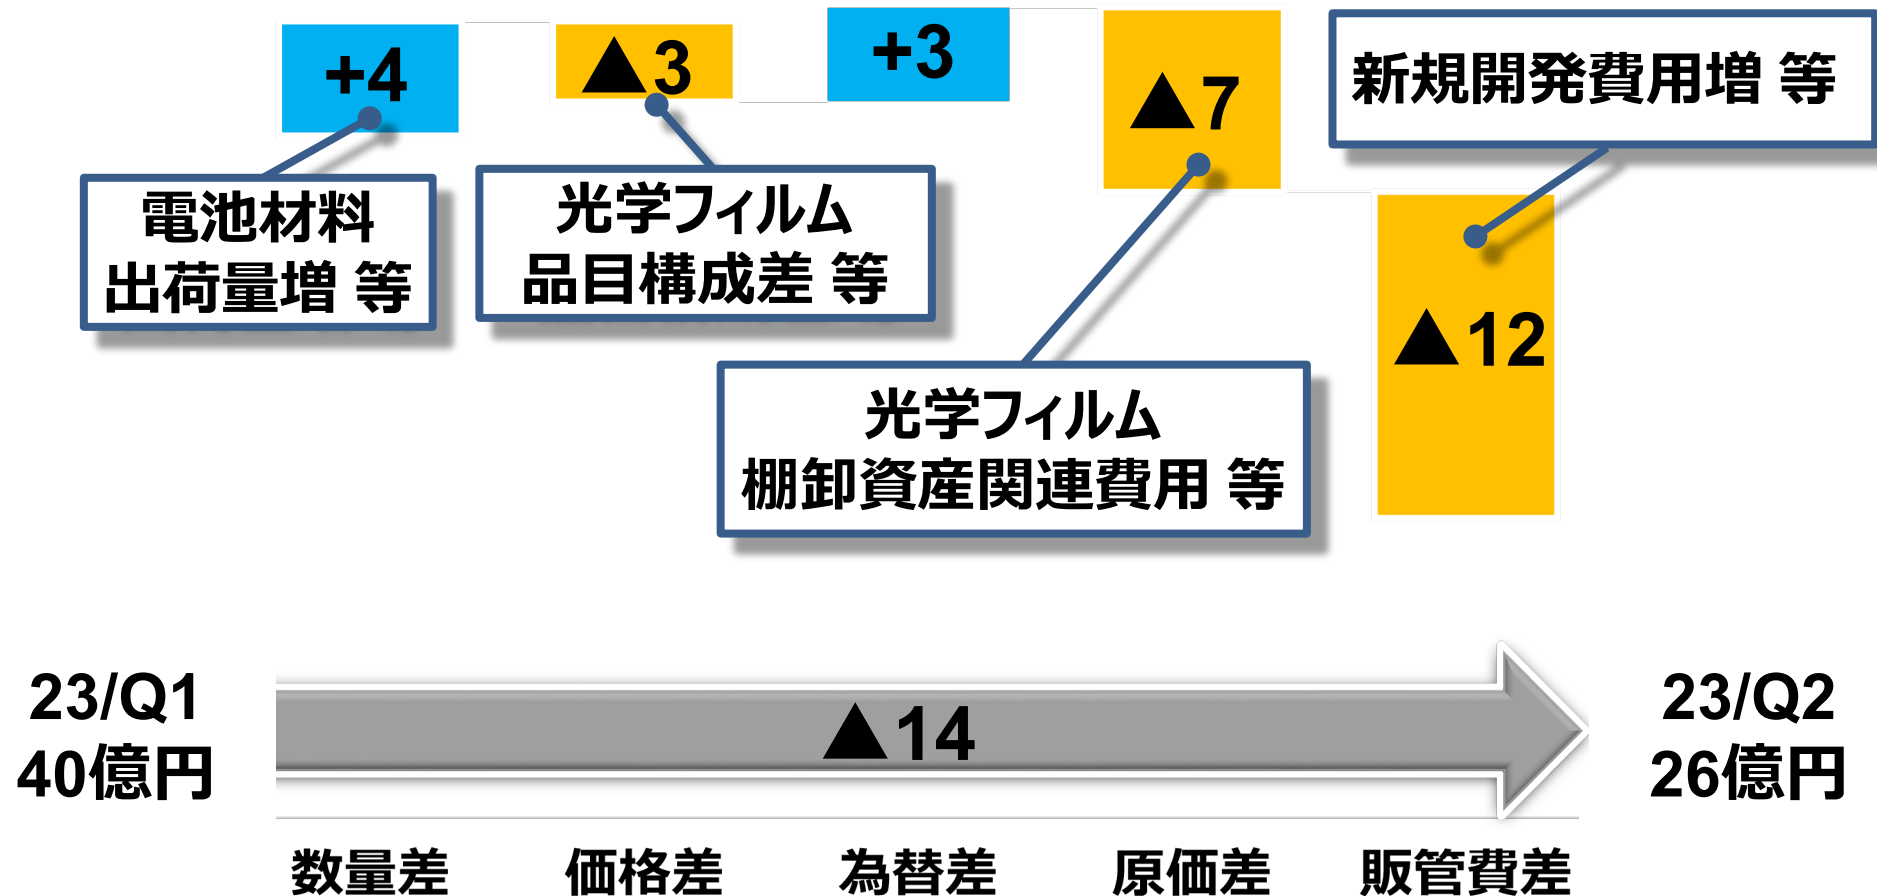 +4
▲3
+3
▲7
新規開発費用増 等
電池材料
出荷量増 等
光学フィルム
品目構成差 等
▲12
光学フィルム
棚卸資産関連費用 等
23/Q1
40億円
▲14
23/Q2
26億円
数量差
価格差
為替差
原価差
販管費差